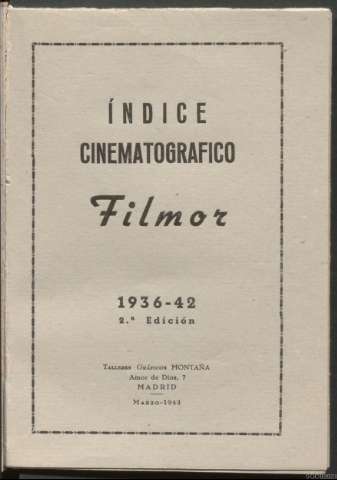 ÍNDICE
CINEMATOGRAFICO
Filmor
1936-42
2.ª Edición
TALLERES GRÁFICOS MONTAÑA
Amor de Dios, 7
MADRID
MARZO-1943